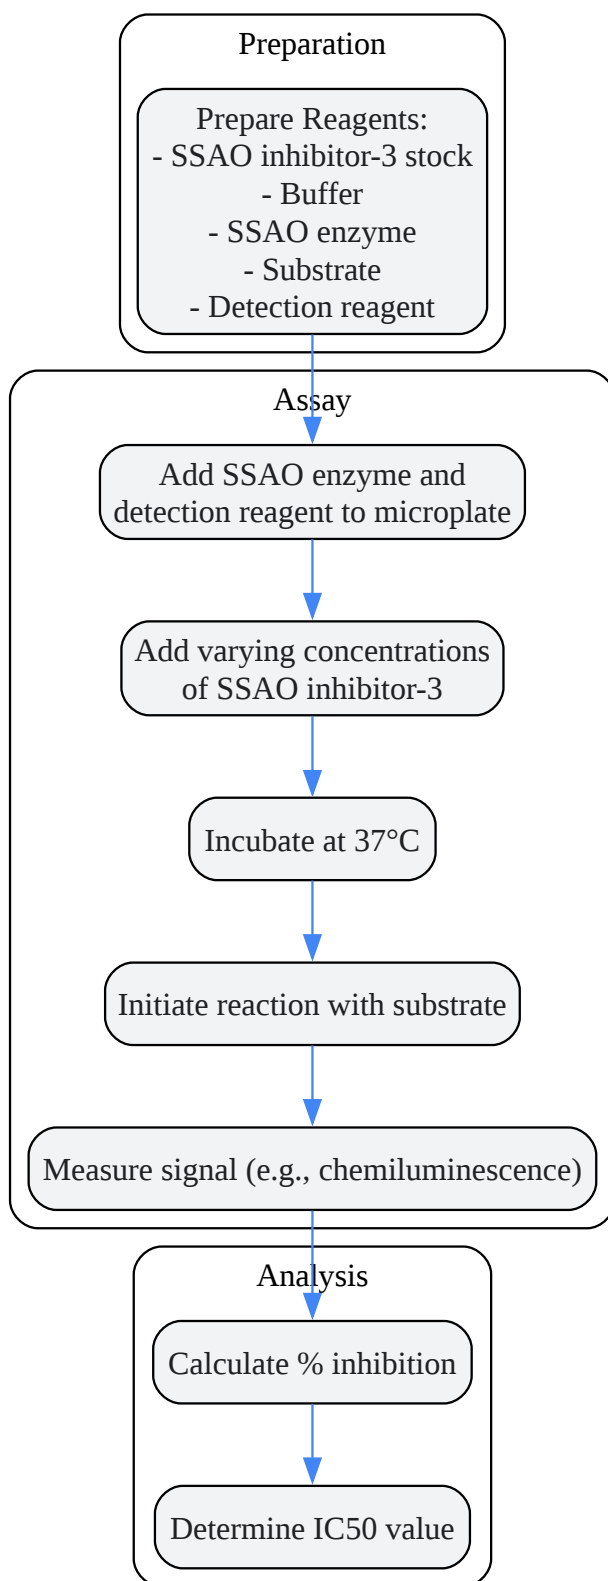 Preparation
Prepare Reagents:
- SSAO inhibitor-3 stock
- Buffer
- SSAO enzyme
- Substrate
- Detection reagent
Assay
Add SSAO enzyme and
detection reagent to microplate
Add varying concentrations
of SSAO inhibitor-3
Incubate at 37°C
Initiate reaction with substrate
Measure signal (e.g., chemiluminescence)
Analysis
Calculate % inhibition
Determine IC50 value